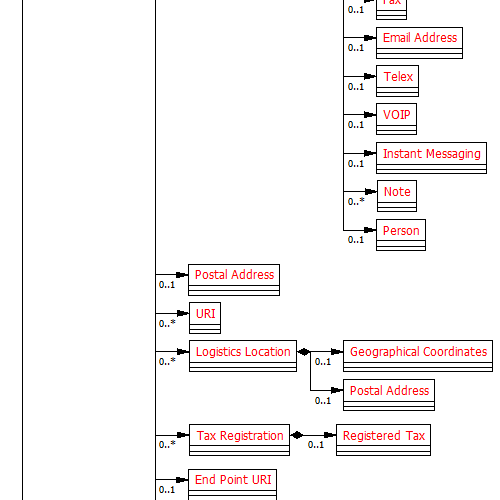 Fax
0..1
Email Address
0..1
Telex
0..1
VOIP
0..1
Instant Messaging
0..1
Note
0..*
Person
0..1
Postal Address
0..1
URI
0..*
Logistics Location
0..*
Geographical Coordinates
0..1
Postal Address
0..1
Tax Registration
0..*
Registered Tax
0..1
End Point URI
0..1